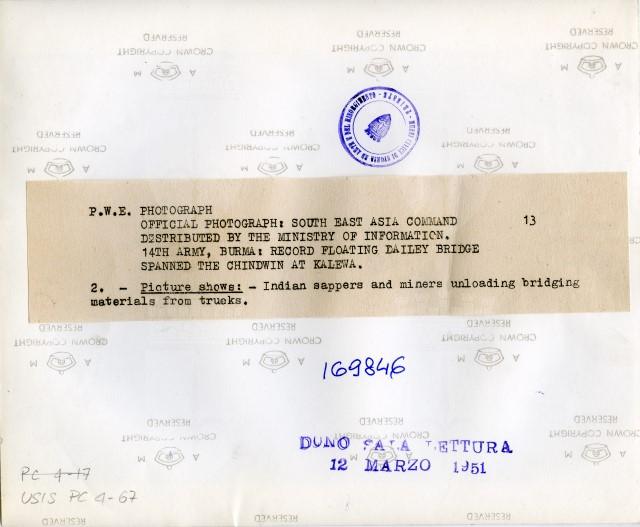 P.W.E. PHOTOGRAPH
OFFICIAL PHOTOGRAPH: SOUTH EAST ASIA COMMAND 13
DISTRIBUTED BY THE MINISTRY OF INFORMATION.
14TH ARMY, BURMA: RECORD FLOATING DAILEY BRIDGE
SPANNED THE CHINDWIN AT KALEWA.
2. - Picture shows: - Indian sappers and miners unloading bridging
materials from trucks.
169846
DONO SALA LETTURA
12 MARZO 1951
PC 4-17
USIS PC 4-67
CROWN COPYRIGHT
RESERVED